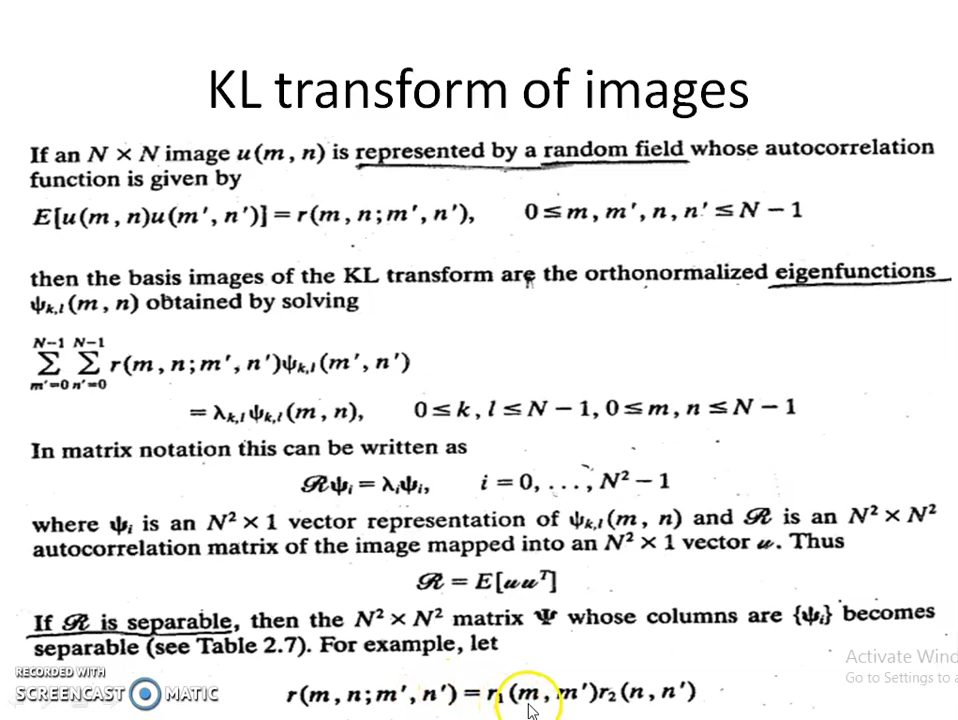 KL transform of images
If an N × N image u(m, n) is represented by a random field whose autocorrelation
function is given by
E[u(m, n)u(m′, n′)] = r(m, n; m′, n′), 0 ≤ m, m′, n, n′ ≤ N − 1
then the basis images of the KL transform are the orthonormalized eigenfunctions
ψk,l(m, n) obtained by solving
N−1 N−1
Σ Σ r(m, n; m′, n′)ψk,l(m′, n′)
m′=0 n′=0
= λk,lψk,l(m, n), 0 ≤ k, l ≤ N − 1, 0 ≤ m, n ≤ N − 1
In matrix notation this can be written as
ℛψi = λiψi, i = 0, . . . , N² − 1
where ψi is an N² × 1 vector representation of ψk,l(m, n) and ℛ is an N² × N²
autocorrelation matrix of the image mapped into an N² × 1 vector 𝓊. Thus
ℛ = E[𝓊𝓊ᵀ]
If ℛ is separable, then the N² × N² matrix Ψ whose columns are {ψi} becomes
separable (see Table 2.7). For example, let
r(m, n; m′, n′) = r₁(m, m′)r₂(n, n′)
Activate Wind
Go to Settings to a
RECORDED WITH
SCREENCAST MATIC